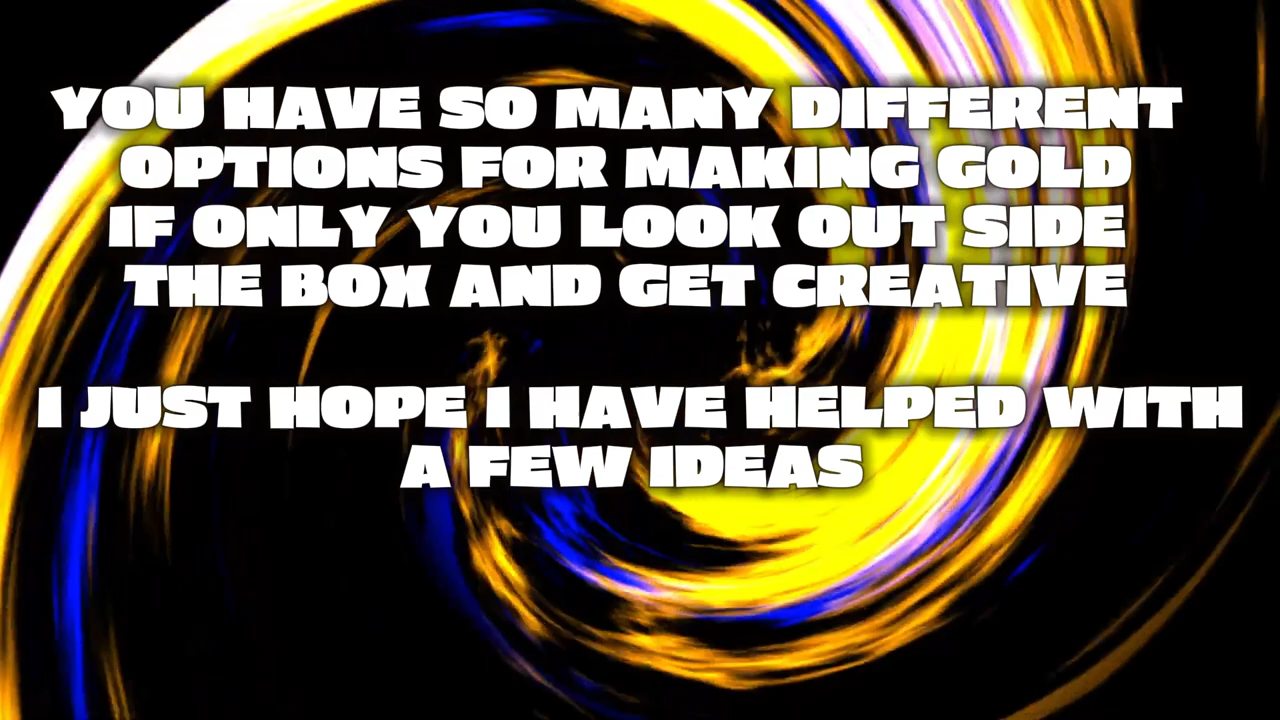 YOU HAVE SO MANY DIFFERENT
OPTIONS FOR MAKING GOLD
IF ONLY YOU LOOK OUT SIDE
THE BOX AND GET CREATIVE
I JUST HOPE I HAVE HELPED WITH
A FEW IDEAS